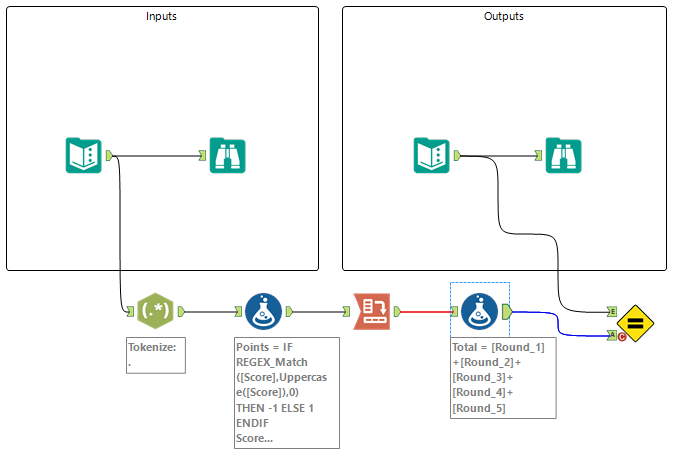 Inputs
Outputs
(.*)
E
A
C
Tokenize:
.
Points = IF
REGEX_Match
([Score],Uppercas
e([Score]),0)
THEN -1 ELSE 1
ENDIF
Score...
Total = [Round_1]
+[Round_2]+
[Round_3]+
[Round_4]+
[Round_5]